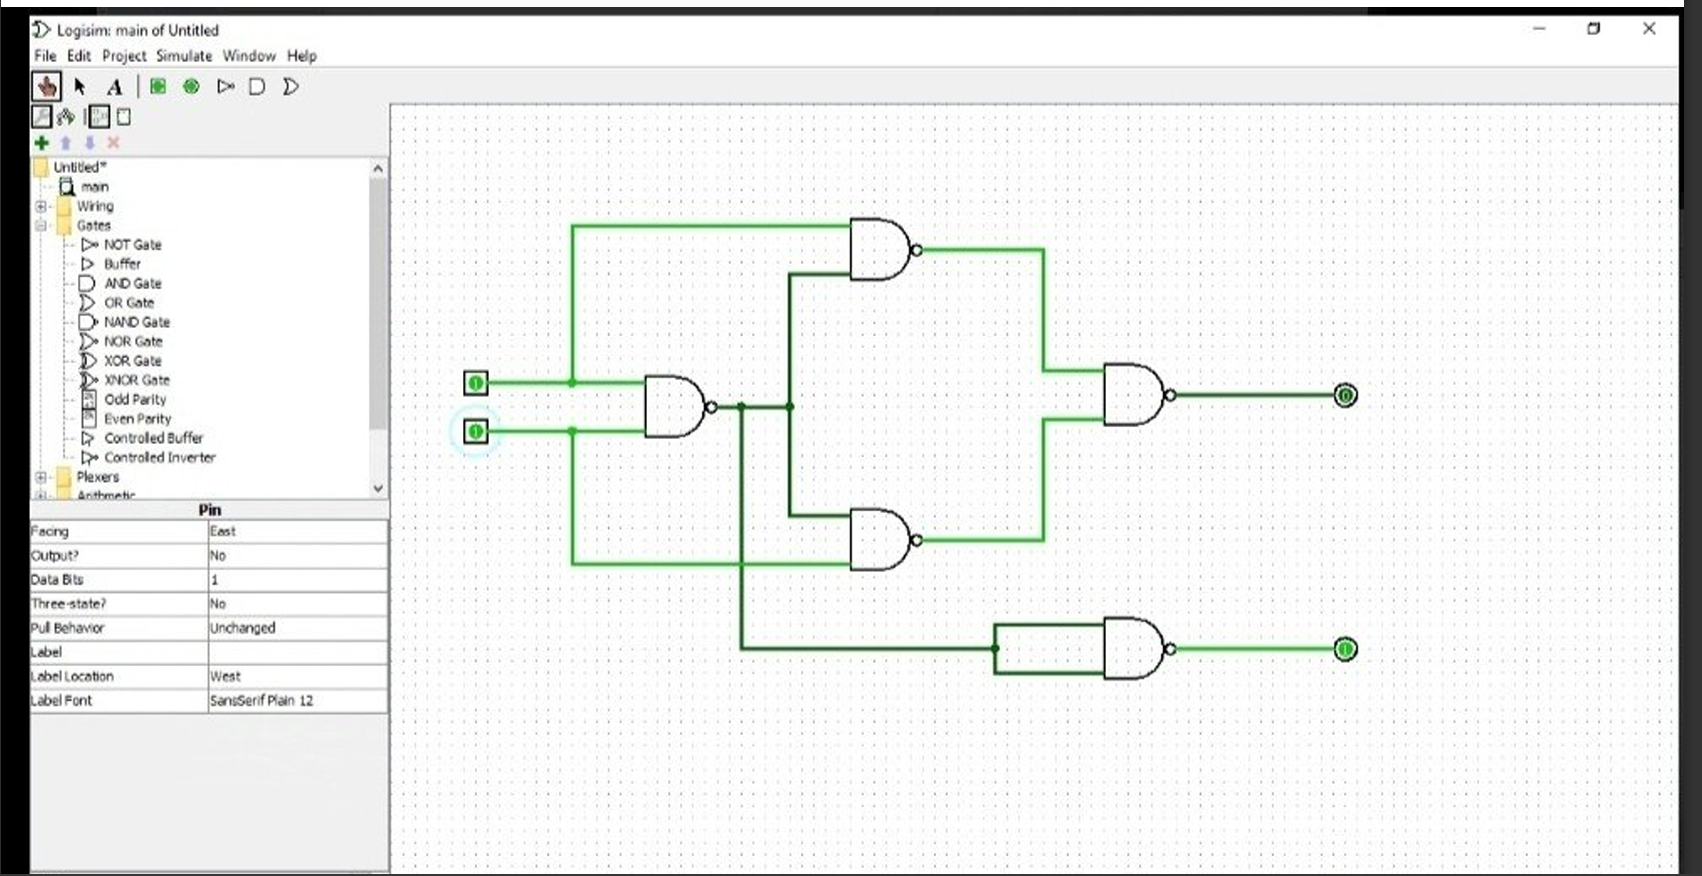 Logisim: main of Untitled
File Edit Project Simulate Window Help
A
Untitled*
main
Wiring
Gates
NOT Gate
Buffer
AND Gate
OR Gate
NAND Gate
NOR Gate
XOR Gate
XNOR Gate
Odd Parity
Even Parity
Controlled Buffer
Controlled Inverter
Plexers
Arithmetic
Pin
Facing East
Output? No
Data Bits 1
Three-state? No
Pull Behavior Unchanged
Label
Label Location West
Label Font SansSerif Plain 12
1
1
0
1